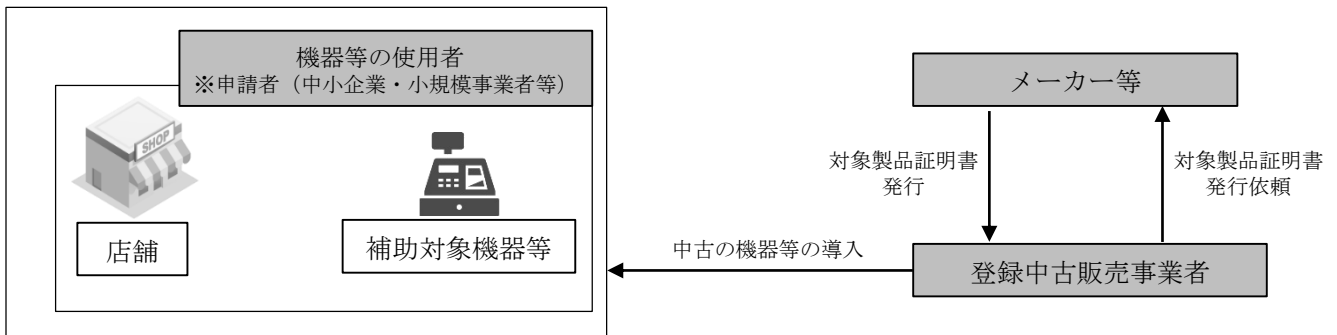 機器等の使用者
※申請者（中小企業・小規模事業者等）
SHOP
店舗
補助対象機器等
メーカー等
対象製品証明書
発行
対象製品証明書
発行依頼
中古の機器等の導入
登録中古販売事業者